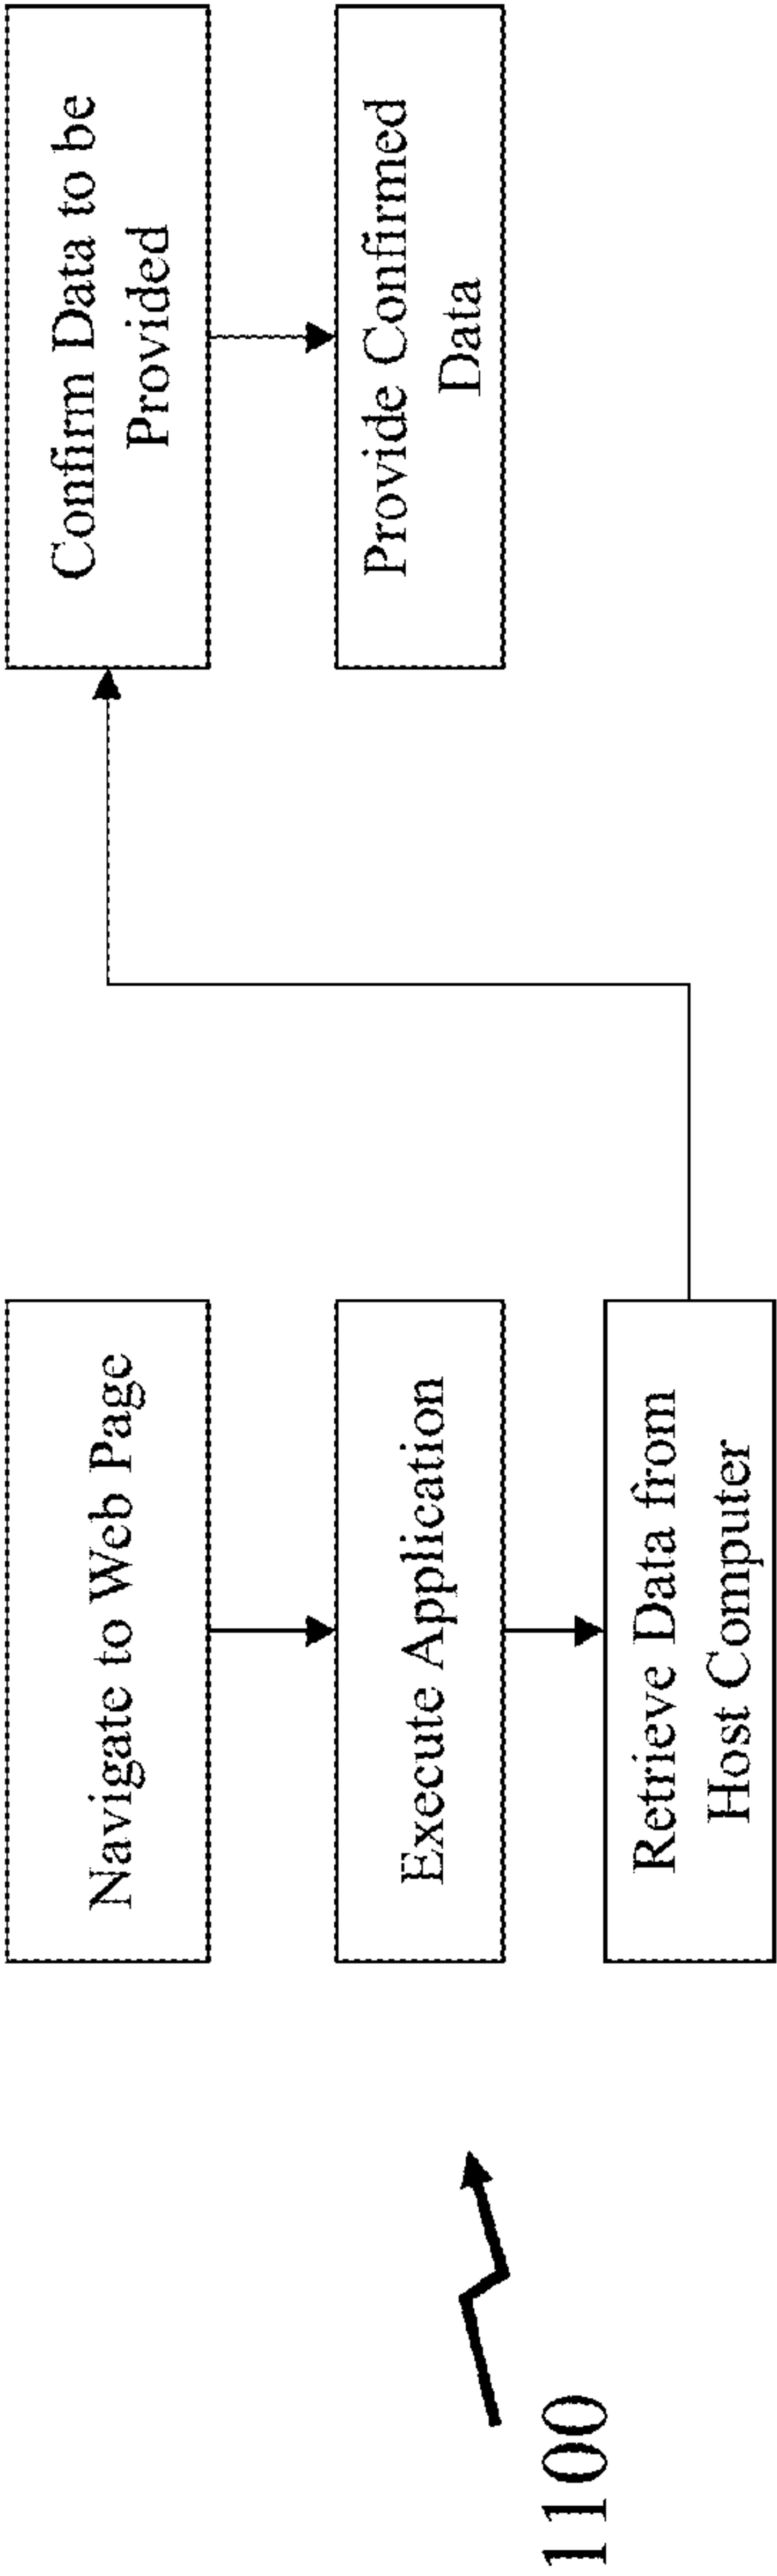 Navigate to Web Page
Execute Application
Retrieve Data from
Host Computer
Confirm Data to be
Provided
Provide Confirmed
Data
1100